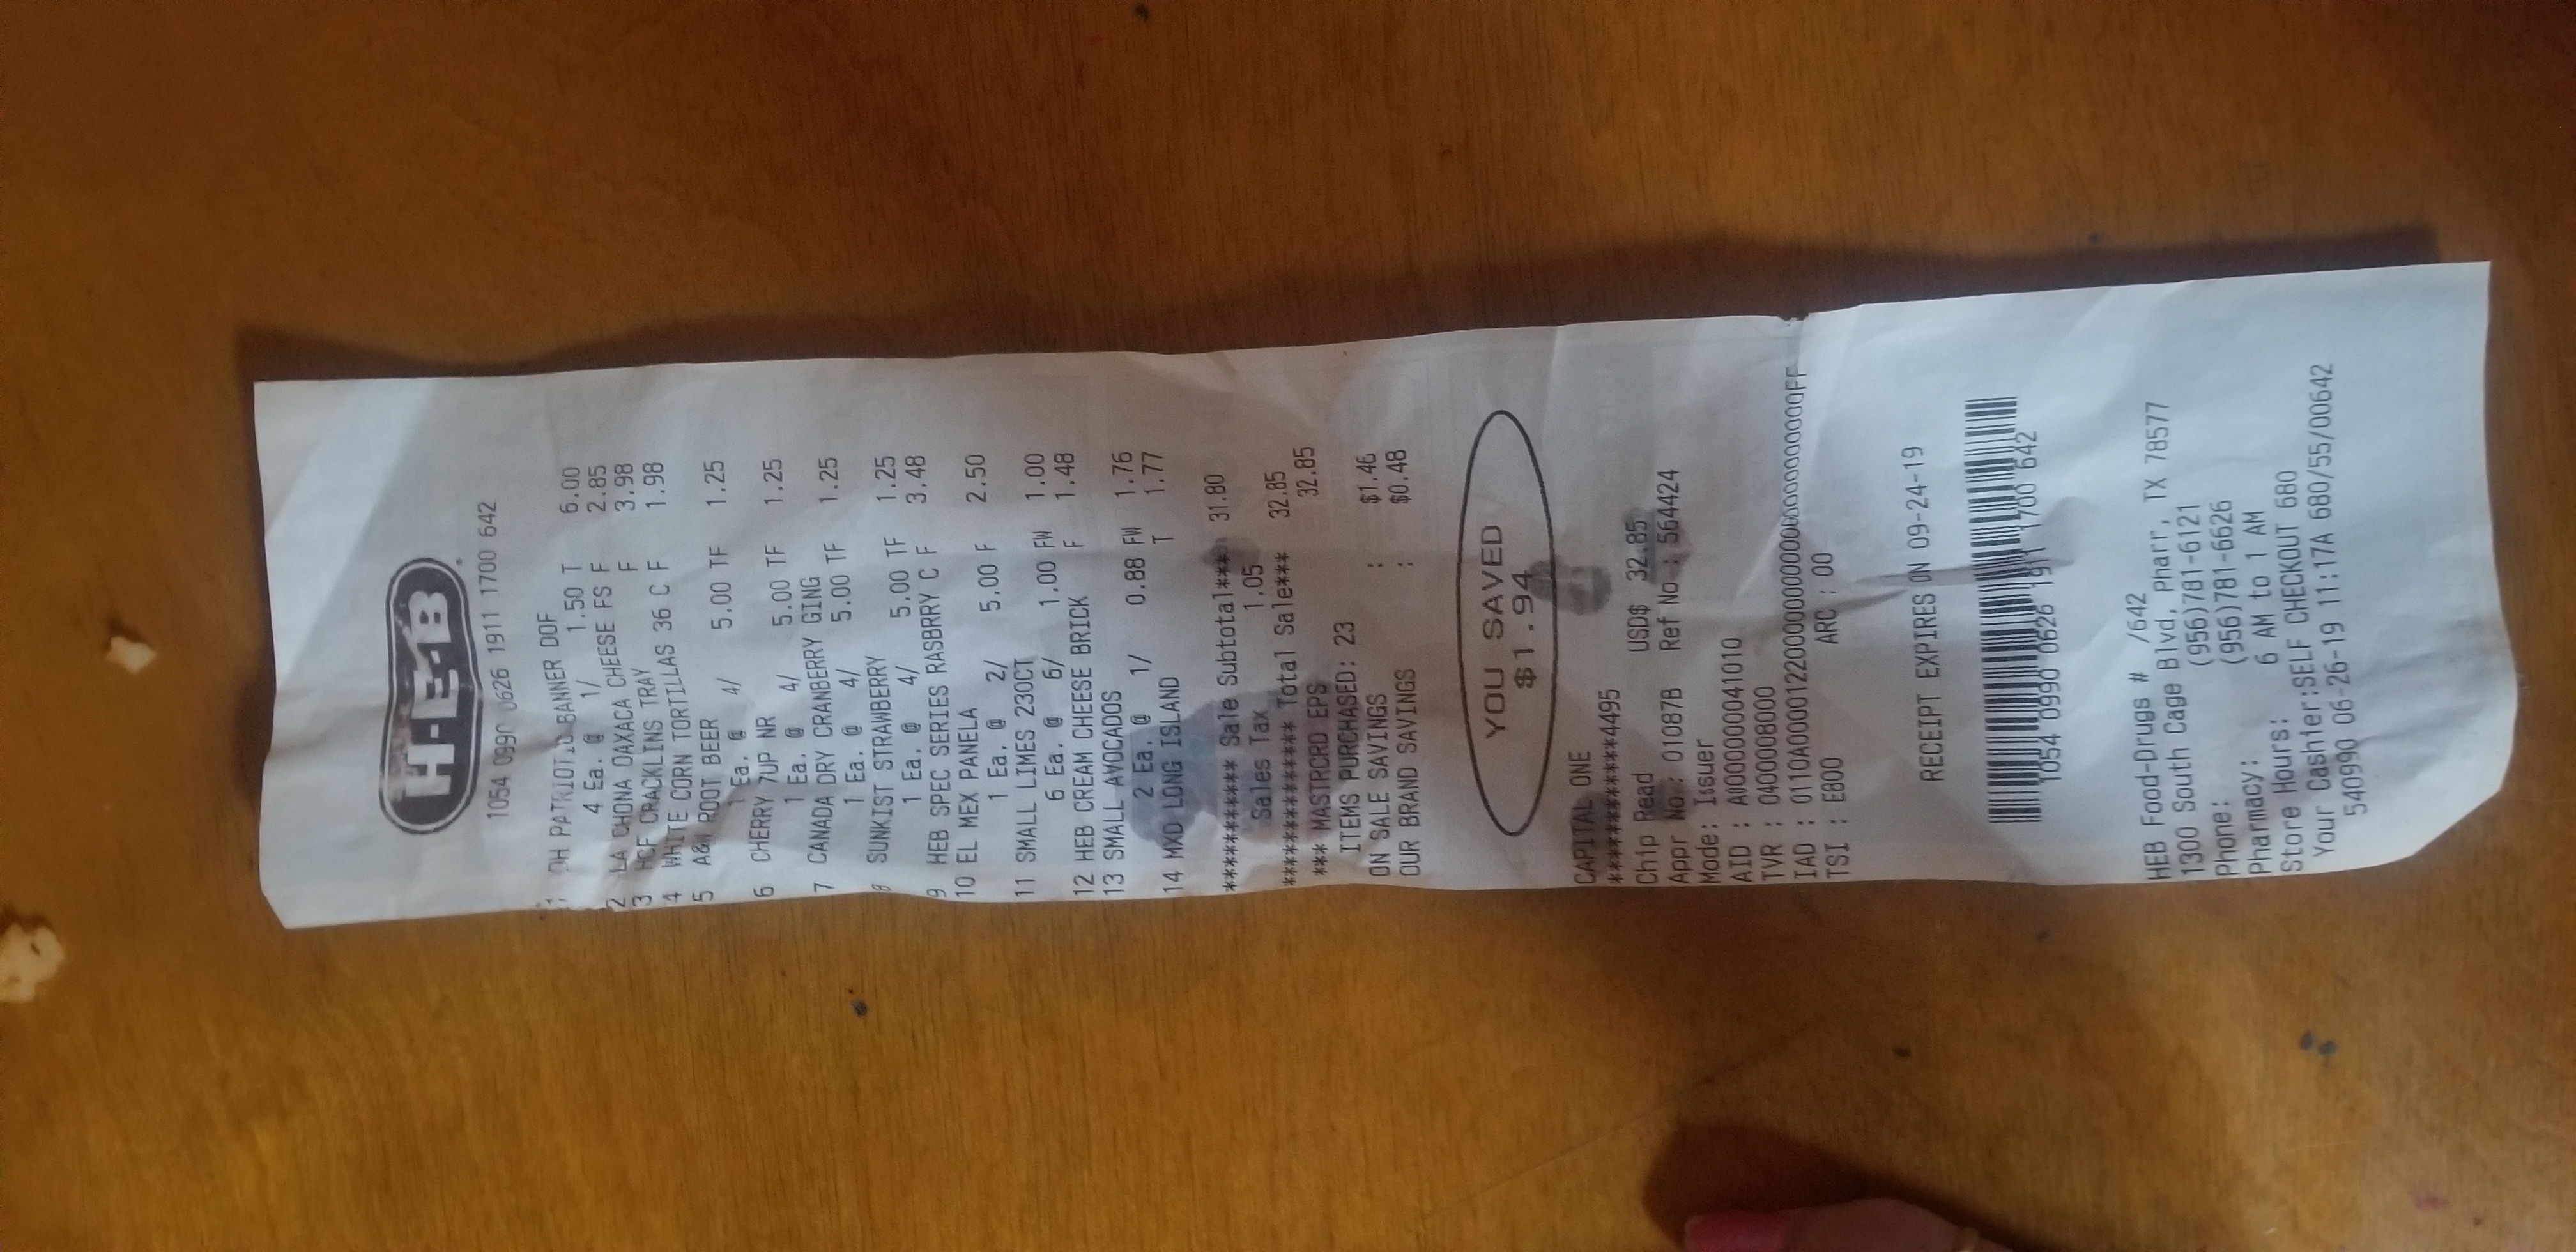 H-E-B
1054 0990 0626 1911 1700 642
1 OH PATRIOTIC BANNER DOF
4 Ea. @ 1/ 1.50 T 6.00
2 LA CHONA OAXACA CHEESE FS F 2.85
3 HCF CRACKLINS TRAY F 3.98
4 WHITE CORN TORTILLAS 36 C F 1.98
5 A&W ROOT BEER
1 Ea. @ 4/ 5.00 TF 1.25
6 CHERRY 7UP NR
1 Ea. @ 4/ 5.00 TF 1.25
7 CANADA DRY CRANBERRY GING
1 Ea. @ 4/ 5.00 TF 1.25
8 SUNKIST STRAWBERRY
1 Ea. @ 4/ 5.00 TF 1.25
9 HEB SPEC SERIES RASBRRY C F 3.48
10 EL MEX PANELA
1 Ea. @ 2/ 5.00 F 2.50
11 SMALL LIMES 230CT
6 Ea. @ 6/ 1.00 FW 1.00
12 HEB CREAM CHEESE BRICK F 1.48
13 SMALL AVOCADOS
2 Ea. @ 1/ 0.88 FW 1.76
14 MXD LONG ISLAND T 1.77
*********** Sale Subtotal*** 31.80
Sales Tax 1.05
************ Total Sale*** 32.85
*** MASTRCRD EPS 32.85
ITEMS PURCHASED: 23
ON SALE SAVINGS : $1.46
OUR BRAND SAVINGS : $0.48
YOU SAVED
$1.94
CAPITAL ONE
************4495
Chip Read USD$ 32.85
Appr No : 01087B Ref No : 564424
Mode: Issuer
AID : A0000000041010
TVR : 0400008000
IAD :
TSI : E800 ARC : 00
RECEIPT EXPIRES ON 09-24-19
1054 0990 0626 1911 1700 642
HEB Food-Drugs # /642
1300 South Cage Blvd, Pharr, TX 78577
Phone: (956)781-6121
Pharmacy: (956)781-6626
Store Hours: 6 AM to 1 AM
Your Cashier:SELF CHECKOUT 680
540990 06-26-19 11:17A 680/55/00642